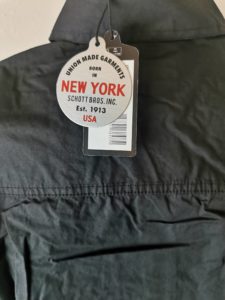 UNION MADE GARMENTS
BORN
IN
NEW YORK
SCHOTT BROS. INC.
Est. 1913
USA